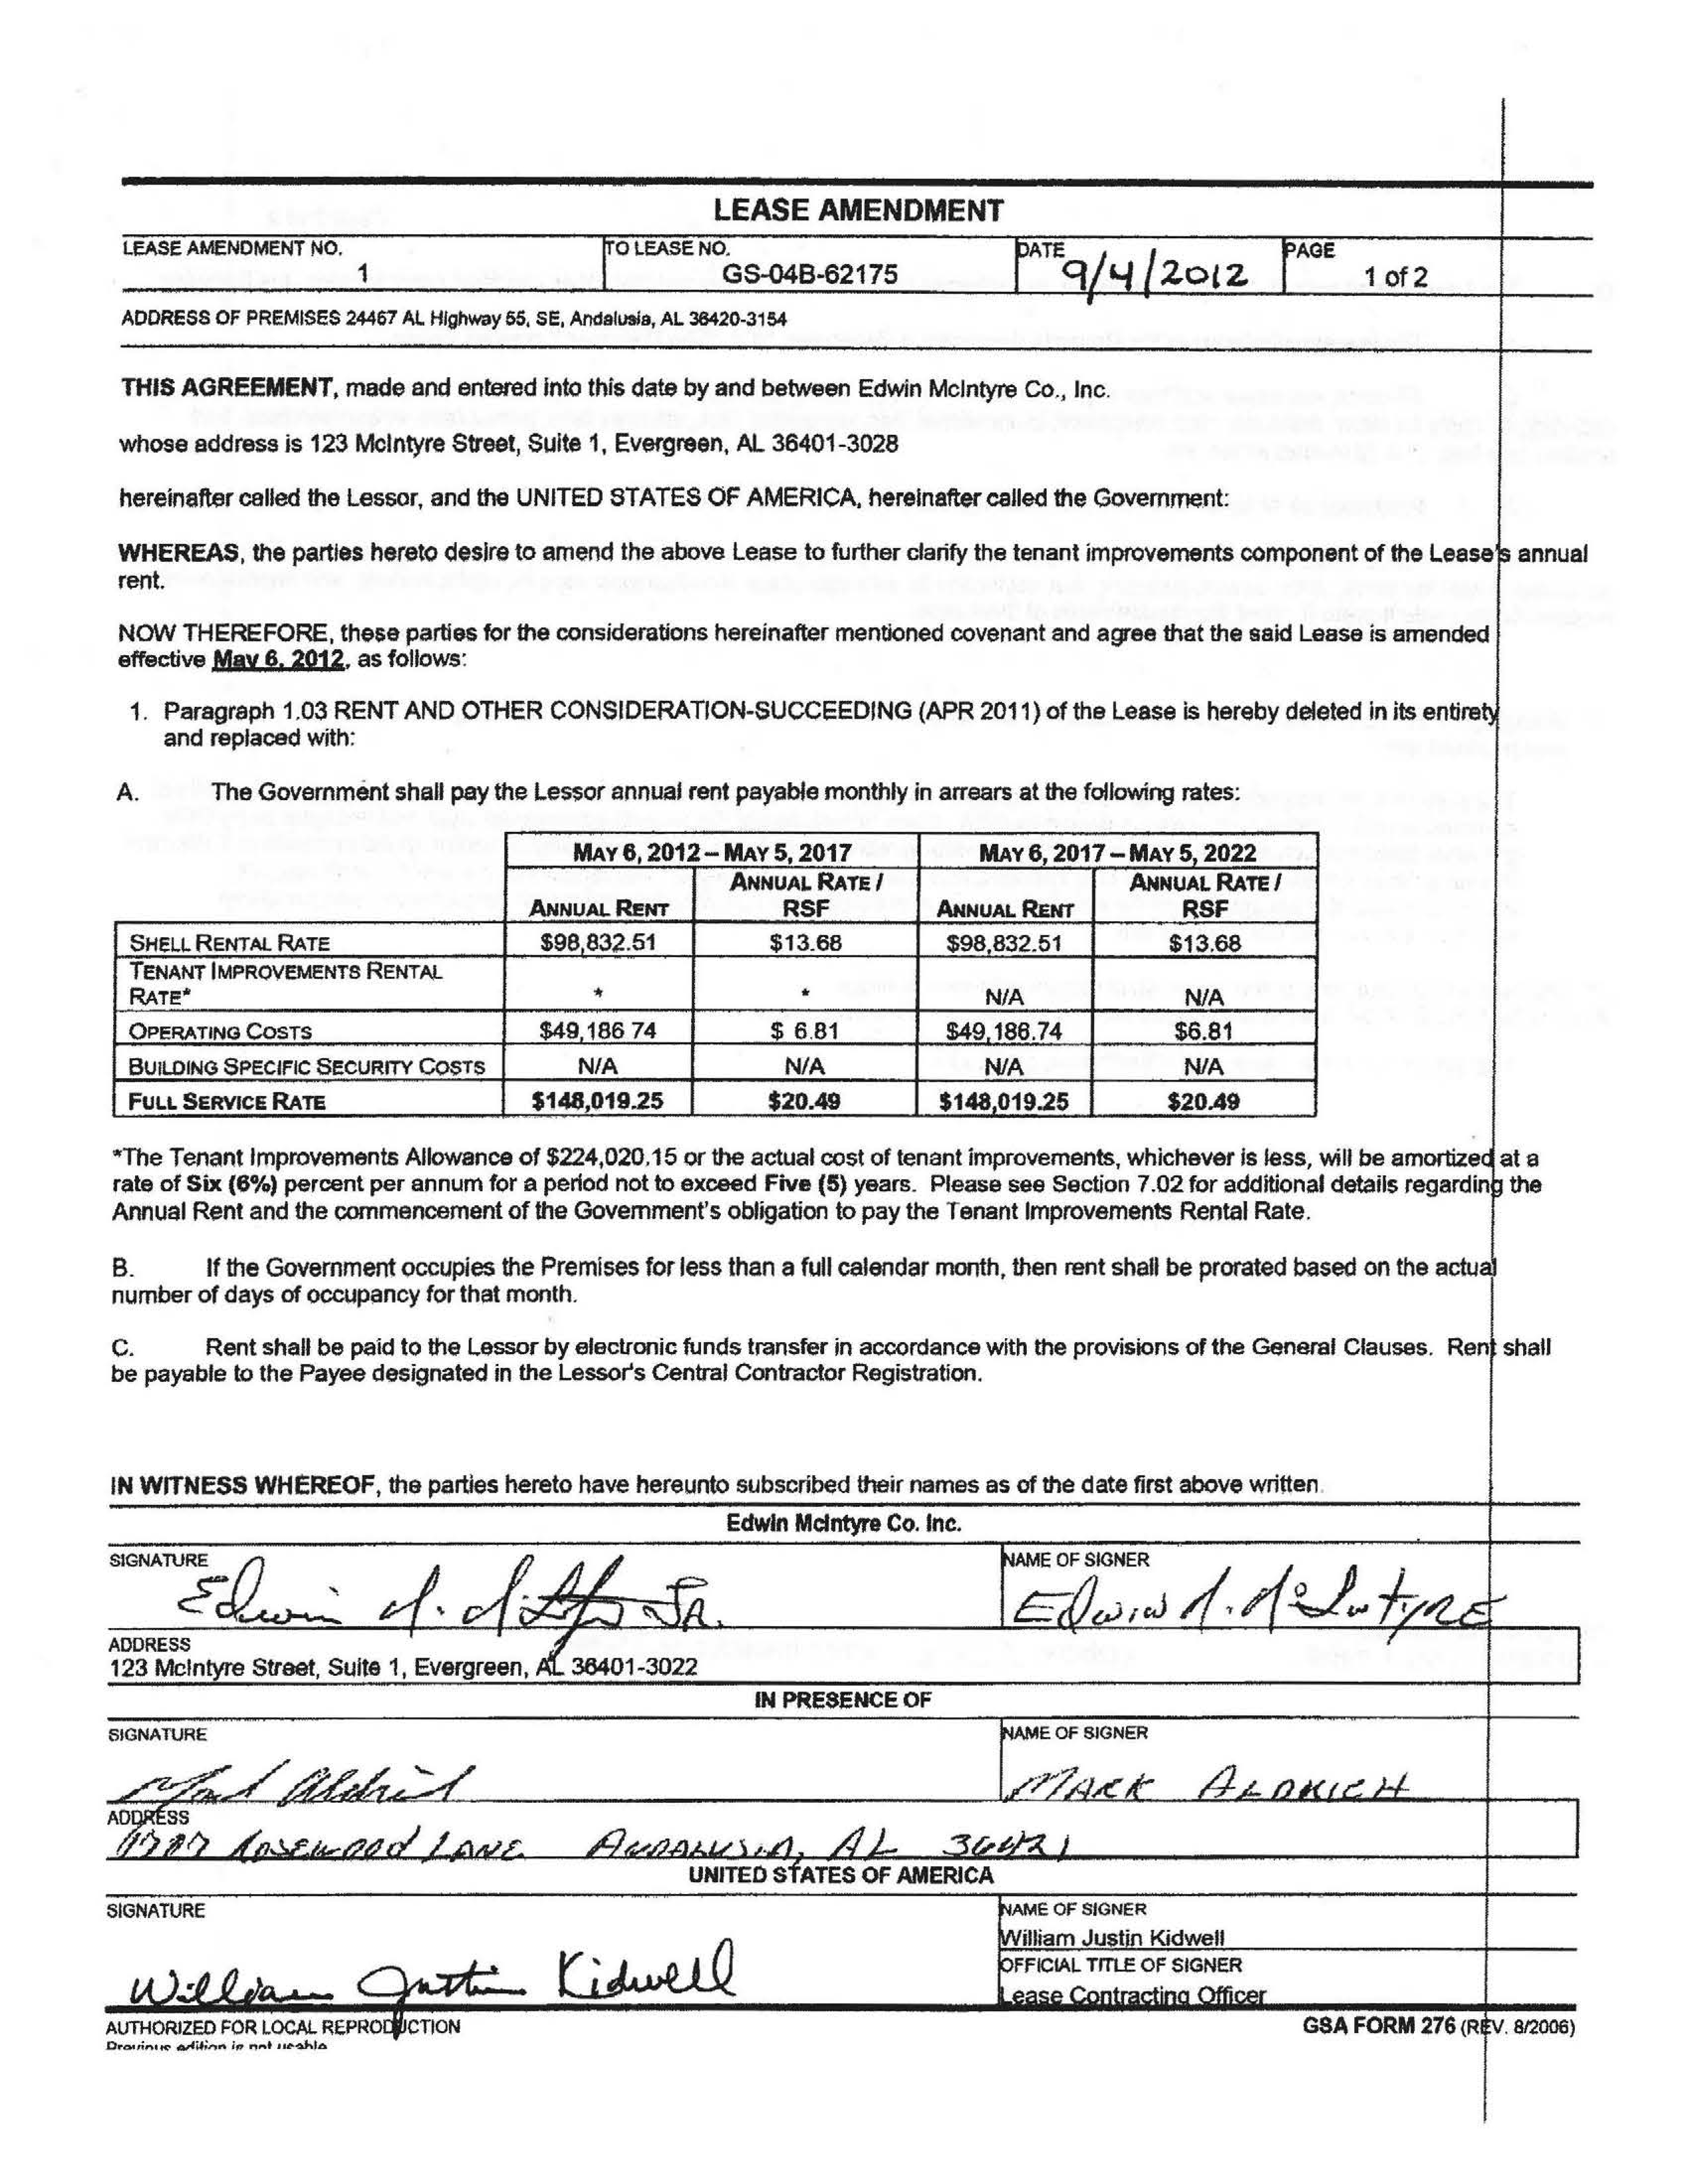 LEASE AMENDMENT
LEASE AMENDMENT NO. TO LEASE NO. DATE PAGE
1 GS-04B-62175 9/4/2012 1 of 2
ADDRESS OF PREMISES 24467 AL Highway 55, SE, Andalusia, AL 36420-3154
THIS AGREEMENT, made and entered into this date by and between Edwin McIntyre Co., Inc.
whose address is 123 McIntyre Street, Suite 1, Evergreen, AL 36401-3028
hereinafter called the Lessor, and the UNITED STATES OF AMERICA, hereinafter called the Government:
WHEREAS, the parties hereto desire to amend the above Lease to further clarify the tenant improvements component of the Lease's annual
rent.
NOW THEREFORE, these parties for the considerations hereinafter mentioned covenant and agree that the said Lease is amended
effective May 6, 2012, as follows:
1. Paragraph 1.03 RENT AND OTHER CONSIDERATION-SUCCEEDING (APR 2011) of the Lease is hereby deleted in its entirety
and replaced with:
A. The Government shall pay the Lessor annual rent payable monthly in arrears at the following rates:
MAY 6, 2012 – MAY 5, 2017 MAY 6, 2017 – MAY 5, 2022
ANNUAL RATE / ANNUAL RATE /
ANNUAL RENT RSF ANNUAL RENT RSF
SHELL RENTAL RATE $98,832.51 $13.68 $98,832.51 $13.68
TENANT IMPROVEMENTS RENTAL
RATE* * * N/A N/A
OPERATING COSTS $49,186 74 $ 6.81 $49,186.74 $6.81
BUILDING SPECIFIC SECURITY COSTS N/A N/A N/A N/A
FULL SERVICE RATE $148,019.25 $20.49 $148,019.25 $20.49
*The Tenant Improvements Allowance of $224,020.15 or the actual cost of tenant improvements, whichever is less, will be amortized at a
rate of Six (6%) percent per annum for a period not to exceed Five (5) years. Please see Section 7.02 for additional details regarding the
Annual Rent and the commencement of the Government's obligation to pay the Tenant Improvements Rental Rate.
B. If the Government occupies the Premises for less than a full calendar month, then rent shall be prorated based on the actual
number of days of occupancy for that month.
C. Rent shall be paid to the Lessor by electronic funds transfer in accordance with the provisions of the General Clauses. Rent shall
be payable to the Payee designated in the Lessor's Central Contractor Registration.
IN WITNESS WHEREOF, the parties hereto have hereunto subscribed their names as of the date first above written.
Edwin McIntyre Co. Inc.
SIGNATURE NAME OF SIGNER
Edwin JR. Edwin McIntyRE
ADDRESS
123 McIntyre Street, Suite 1, Evergreen, AL 36401-3022
IN PRESENCE OF
SIGNATURE NAME OF SIGNER
Mark Aldrich MARK ALDRICH
ADDRESS
ROSEWOOD LANE ANDALUSIA, AL 36421
UNITED STATES OF AMERICA
SIGNATURE NAME OF SIGNER
William Justin Kidwell
OFFICIAL TITLE OF SIGNER
William Justin Kidwell Lease Contracting Officer
AUTHORIZED FOR LOCAL REPRODUCTION GSA FORM 276 (REV. 8/2006)
Previous edition is not usable